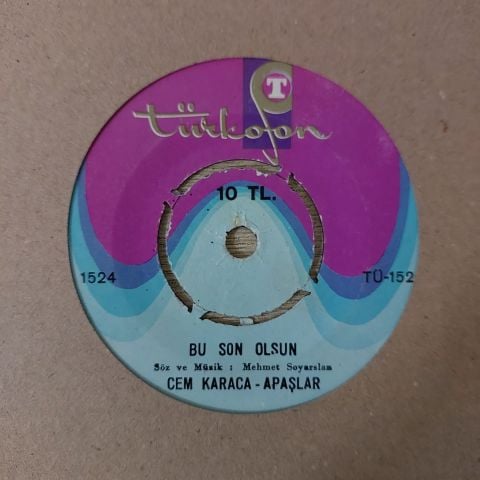 T
türkofon
10 TL.
1524 TÜ-152
BU SON OLSUN
Söz ve Müzik : Mehmet Soyarslan
CEM KARACA - APAŞLAR